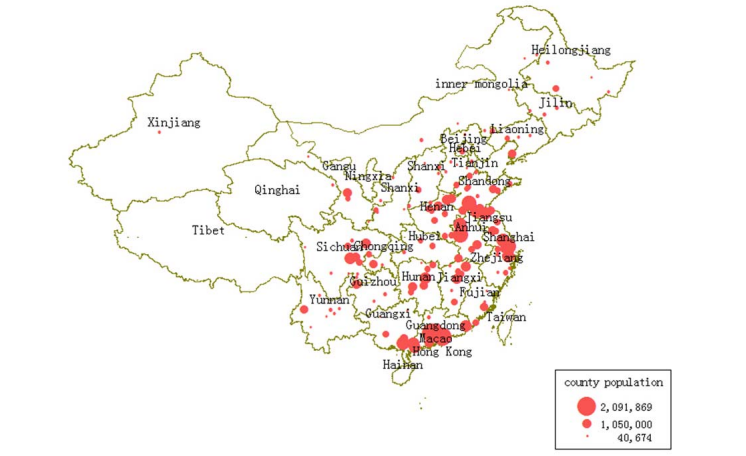 Heilongjiang
inner mongolia
Jilin
Xinjiang
Liaoning
Beijing
Hebei
Gangu
Shanxi
Tianjin
Ningxia
Shandong
Qinghai
Shanxi
Henan
Jiangsu
Tibet
Anhui
Hubei
Shanghai
Sichuan
Chongqing
Zhejiang
Guizhou
Hunan
Jiangxi
Yunnan
Fujian
Guangxi
Taiwan
Guangdong
Macao
Hong Kong
Haihan
county population
2,091,869
1,050,000
40,674